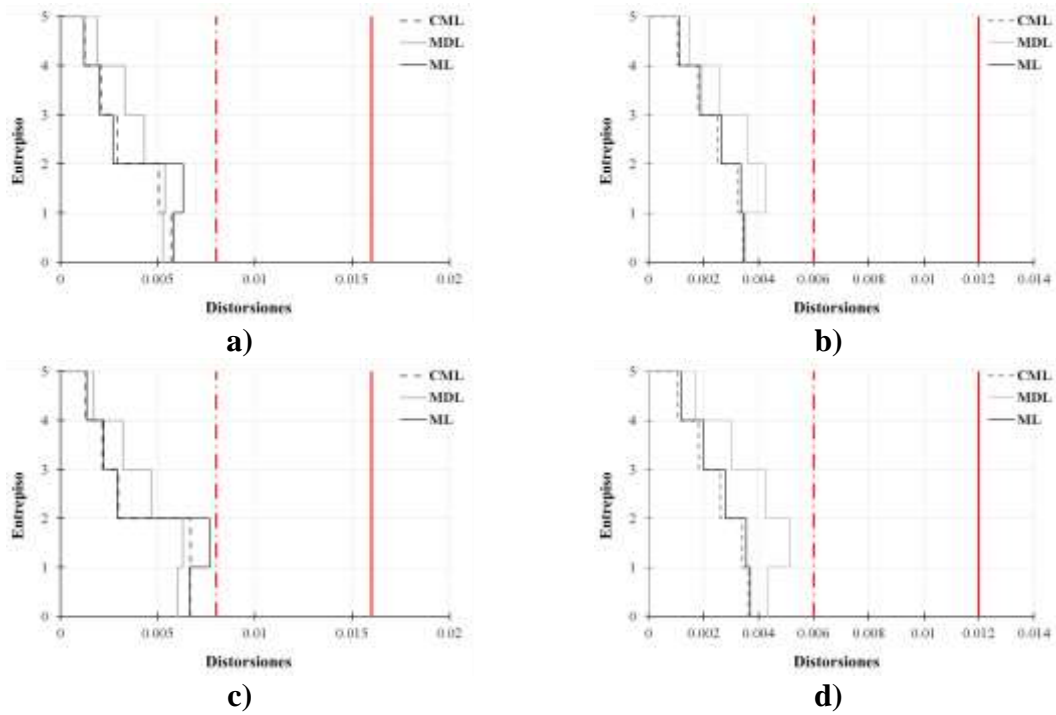 5
4
3
2
1
0
Entrepiso
0
0.005
0.01
0.015
0.02
Distorsiones
CML
MDL
ML
a)
5
4
3
2
1
0
Entrepiso
0
0.002
0.004
0.006
0.008
0.01
0.012
0.014
Distorsiones
CML
MDL
ML
b)
5
4
3
2
1
0
Entrepiso
0
0.005
0.01
0.015
0.02
Distorsiones
CML
MDL
ML
c)
5
4
3
2
1
0
Entrepiso
0
0.002
0.004
0.006
0.008
0.01
0.012
0.014
Distorsiones
CML
MDL
ML
d)